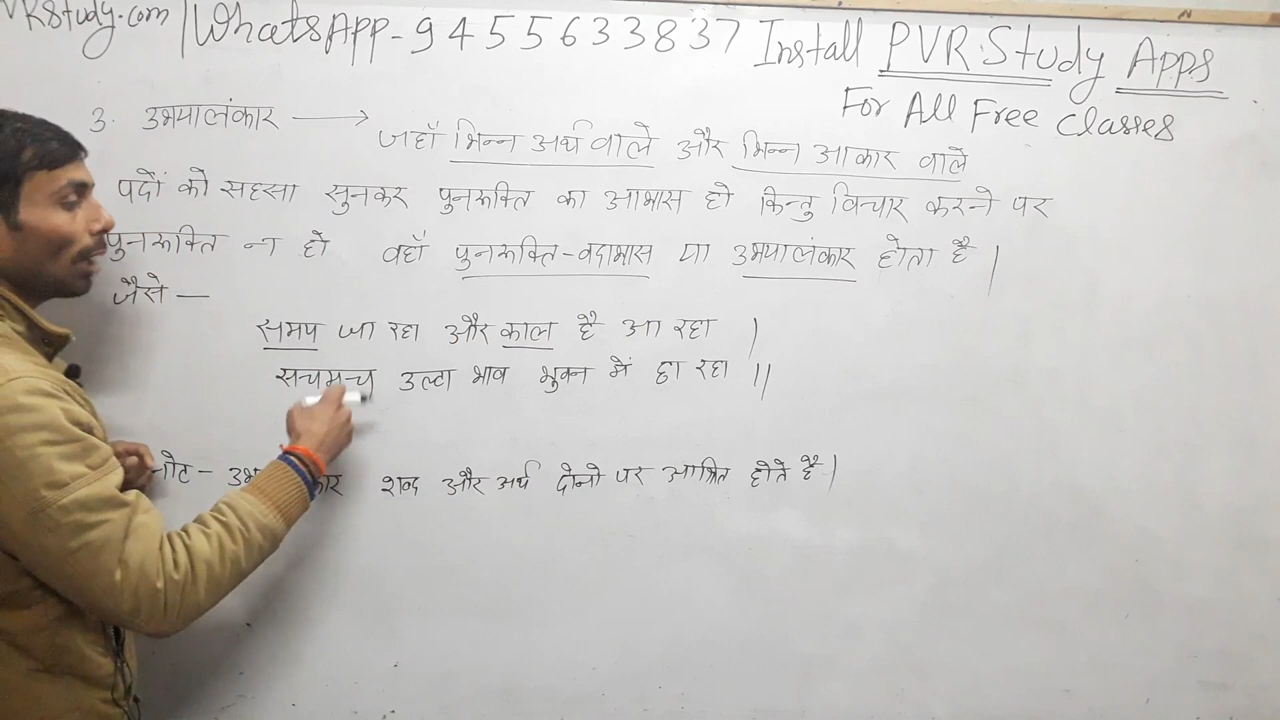 VRStudy.com | WhatsApp - 9455633837 Install PVR Study Apps
For All Free Classes
3. उभयालंकार ⟶ जहाँ भिन्न अर्थ वाले और भिन्न आकार वाले
पदों को सहसा सुनकर पुनरुक्ति का आभास हो किन्तु विचार करने पर
पुनरुक्ति न हो वहाँ पुनरुक्ति-वदाभास या उभयालंकार होता है |
जैसे —
समय जा रहा और काल है आ रहा |
सचमुच उल्टा भाव भुवन में छा रहा ||
नोट - शब्द और अर्थ दोनो पर आश्रित होते है |